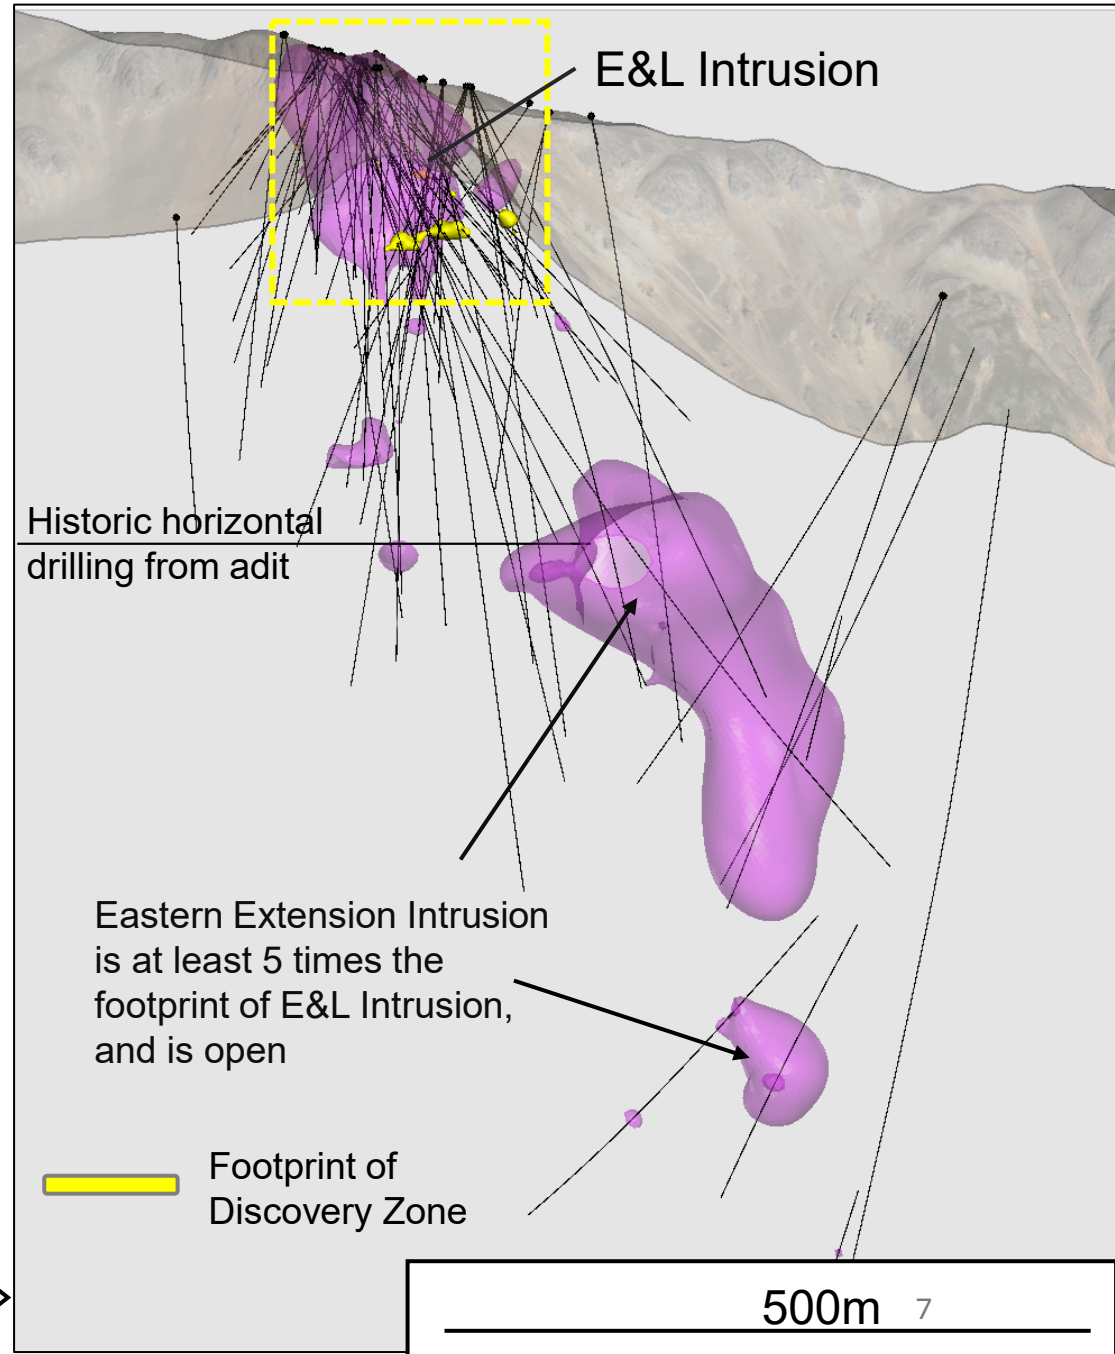 E&L Intrusion
Historic horizontal
drilling from adit
Eastern Extension Intrusion
is at least 5 times the
footprint of E&L Intrusion,
and is open
Footprint of
Discovery Zone
500m
7